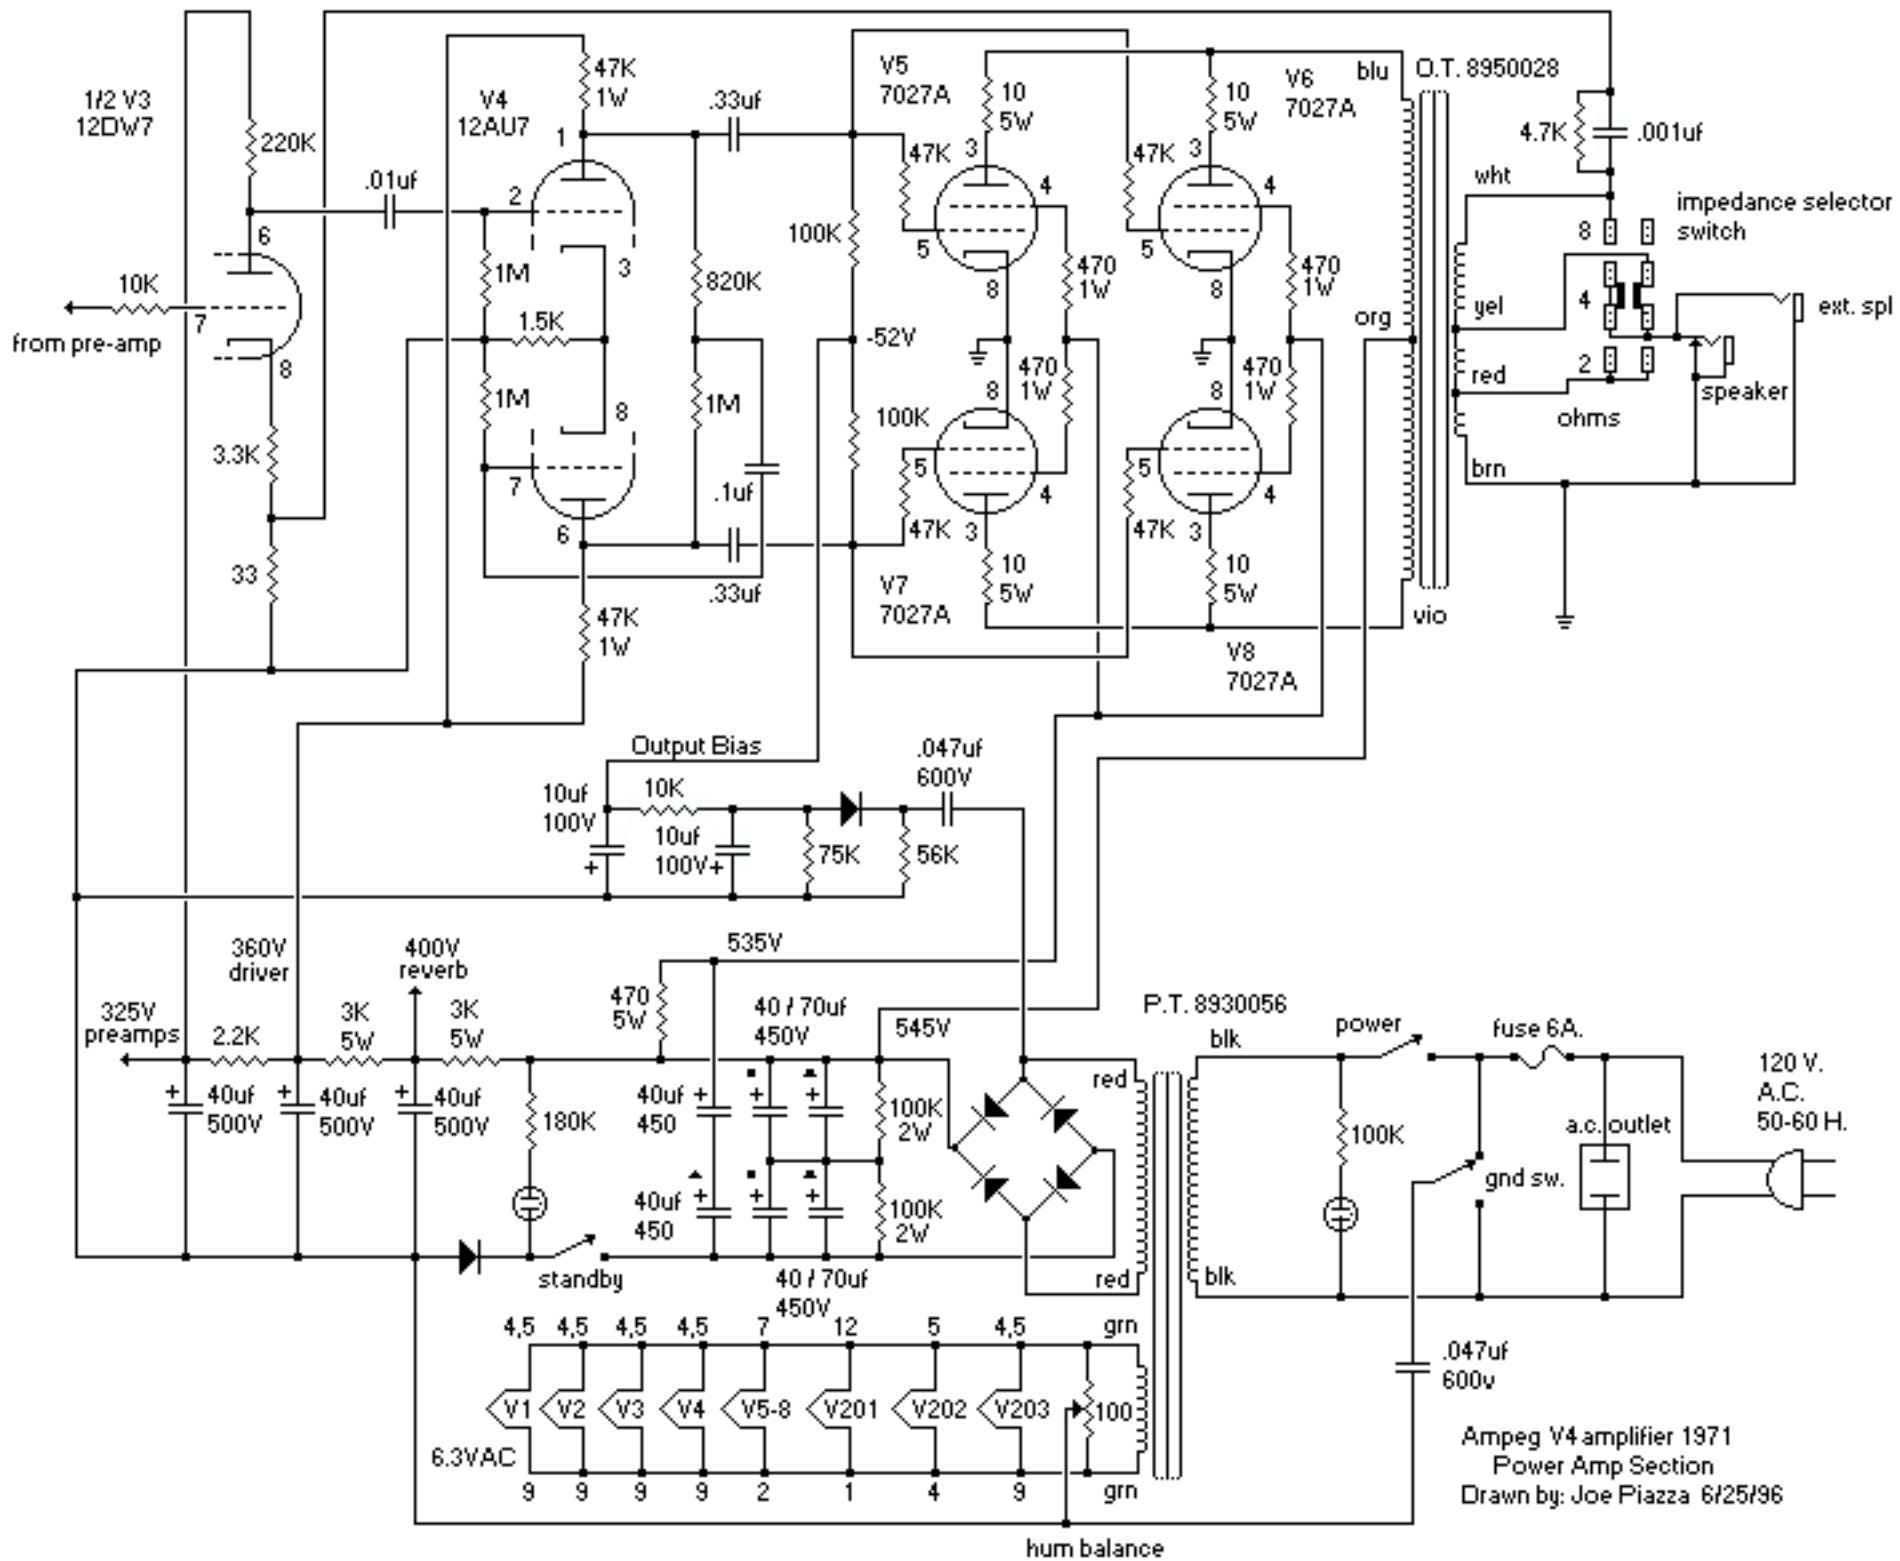 1/2 V3
12DW7
220K
.01uf
10K
from pre-amp
6
7
8
3.3K
33
V4
12AU7
47K
1W
1
2
3
1M
1.5K
1M
8
7
6
47K
1W
.33uf
820K
1M
.1uf
.33uf
100K
-52V
100K
V5
7027A
47K
10
5W
3
4
5
8
470
1W
V6
7027A
47K
10
5W
3
4
5
8
470
1W
470
1W
8
5
4
3
47K
10
5W
V7
7027A
470
1W
8
5
4
3
47K
10
5W
V8
7027A
blu
org
vio
O.T. 8950028
4.7K
.001uf
wht
yel
red
brn
impedance selector
switch
8
4
2
ohms
ext. spl
speaker
Output Bias
10uf
100V
+
10K
10uf
100V
+
75K
56K
.047uf
600V
325V
preamps
2.2K
360V
driver
3K
5W
400V
reverb
3K
5W
+
40uf
500V
+
40uf
500V
+
40uf
500V
180K
standby
535V
470
5W
40 / 70uf
450V
545V
40uf
450
+
+
+
100K
2W
40uf
450
+
+
+
100K
2W
40 / 70uf
450V
P.T. 8930056
red
red
blk
blk
power
fuse 6A.
100K
gnd sw.
a.c. outlet
120 V.
A.C.
50-60 H.
4,5
4,5
4,5
4,5
7
12
5
4,5
grn
V1
V2
V3
V4
V5-8
V201
V202
V203
100
6.3VAC
9
9
9
9
2
1
4
9
grn
hum balance
.047uf
600v
Ampeg V4 amplifier 1971
Power Amp Section
Drawn by: Joe Piazza 6/25/96